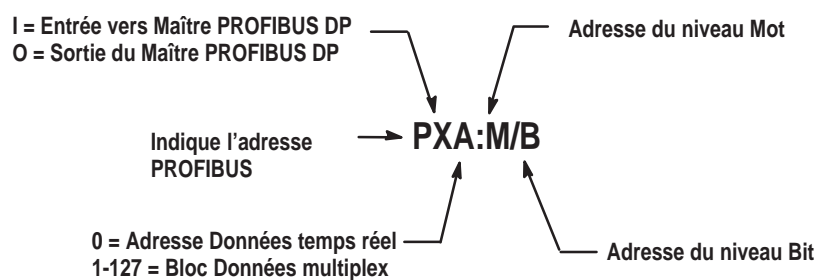 I = Entrée vers Maître PROFIBUS DP
O = Sortie du Maître PROFIBUS DP
Adresse du niveau Mot
Indique l'adresse
PROFIBUS
PXA:M/B
0 = Adresse Données temps réel
1-127 = Bloc Données multiplex
Adresse du niveau Bit